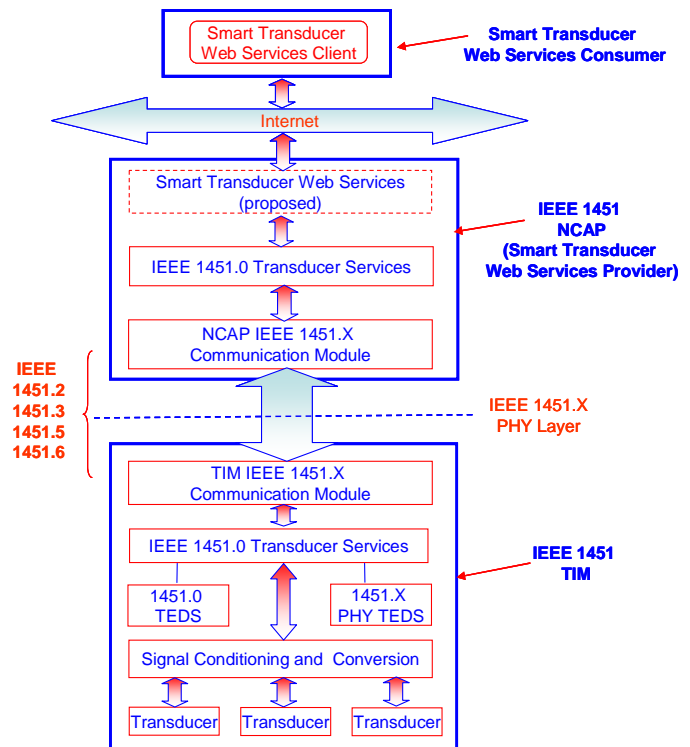 Smart Transducer
Web Services Client
Smart Transducer
Web Services Consumer
Internet
Smart Transducer Web Services
(proposed)
IEEE 1451
NCAP
(Smart Transducer
Web Services Provider)
IEEE 1451.0 Transducer Services
NCAP IEEE 1451.X
Communication Module
IEEE
1451.2
1451.3
1451.5
1451.6
IEEE 1451.X
PHY Layer
TIM IEEE 1451.X
Communication Module
IEEE 1451.0 Transducer Services
IEEE 1451
TIM
1451.0
TEDS
1451.X
PHY TEDS
Signal Conditioning and Conversion
Transducer
Transducer
Transducer